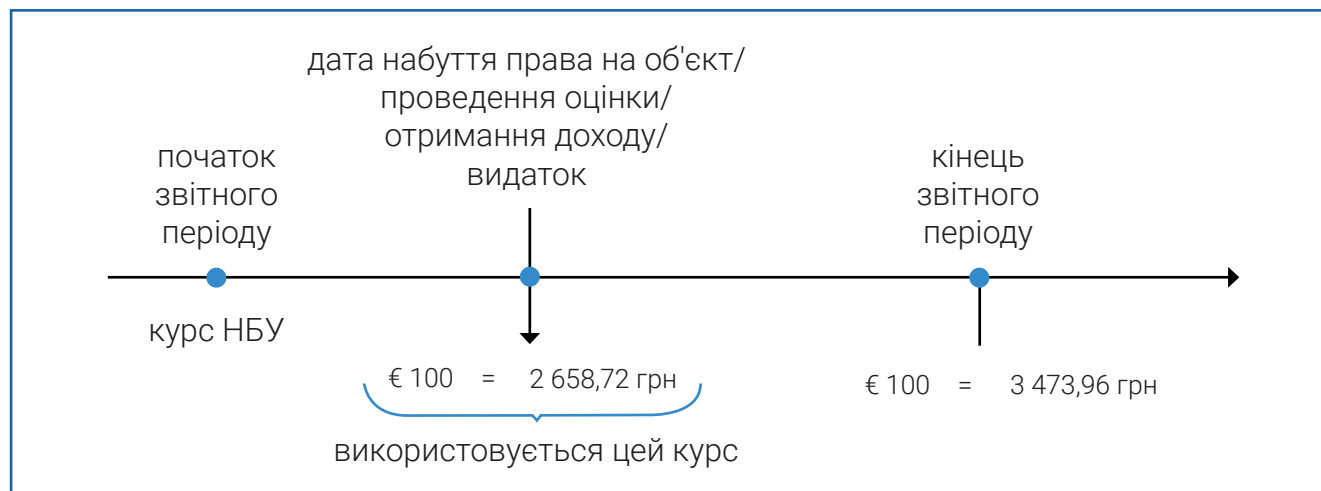 дата набуття права на об'єкт/
проведення оцінки/
отримання доходу/
видаток
початок
звітного
періоду
кінець
звітного
періоду
курс НБУ
€ 100 = 2 658,72 грн
€ 100 = 3 473,96 грн
використовується цей курс